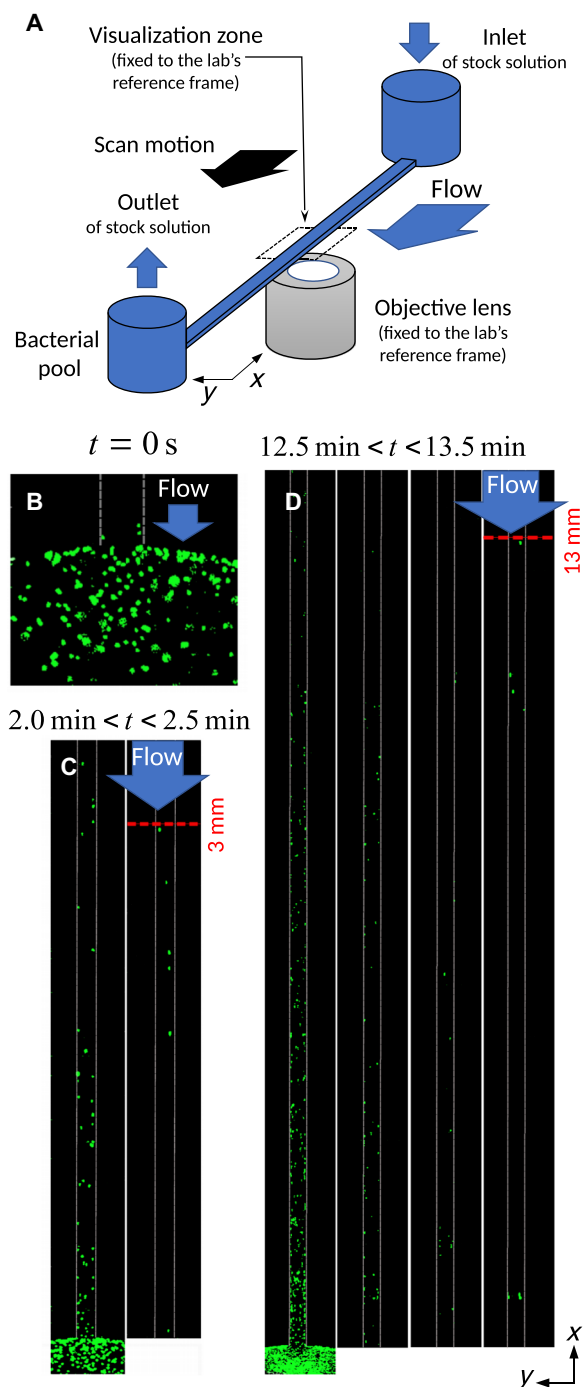 A
Visualization zone
(fixed to the lab's
reference frame)
Inlet
of stock solution
Scan motion
Outlet
of stock solution
Flow
Bacterial
pool
Objective lens
(fixed to the lab's
reference frame)
y
x
t = 0 s
B
Flow
2.0 min < t < 2.5 min
C
Flow
3 mm
12.5 min < t < 13.5 min
D
Flow
13 mm
x
y